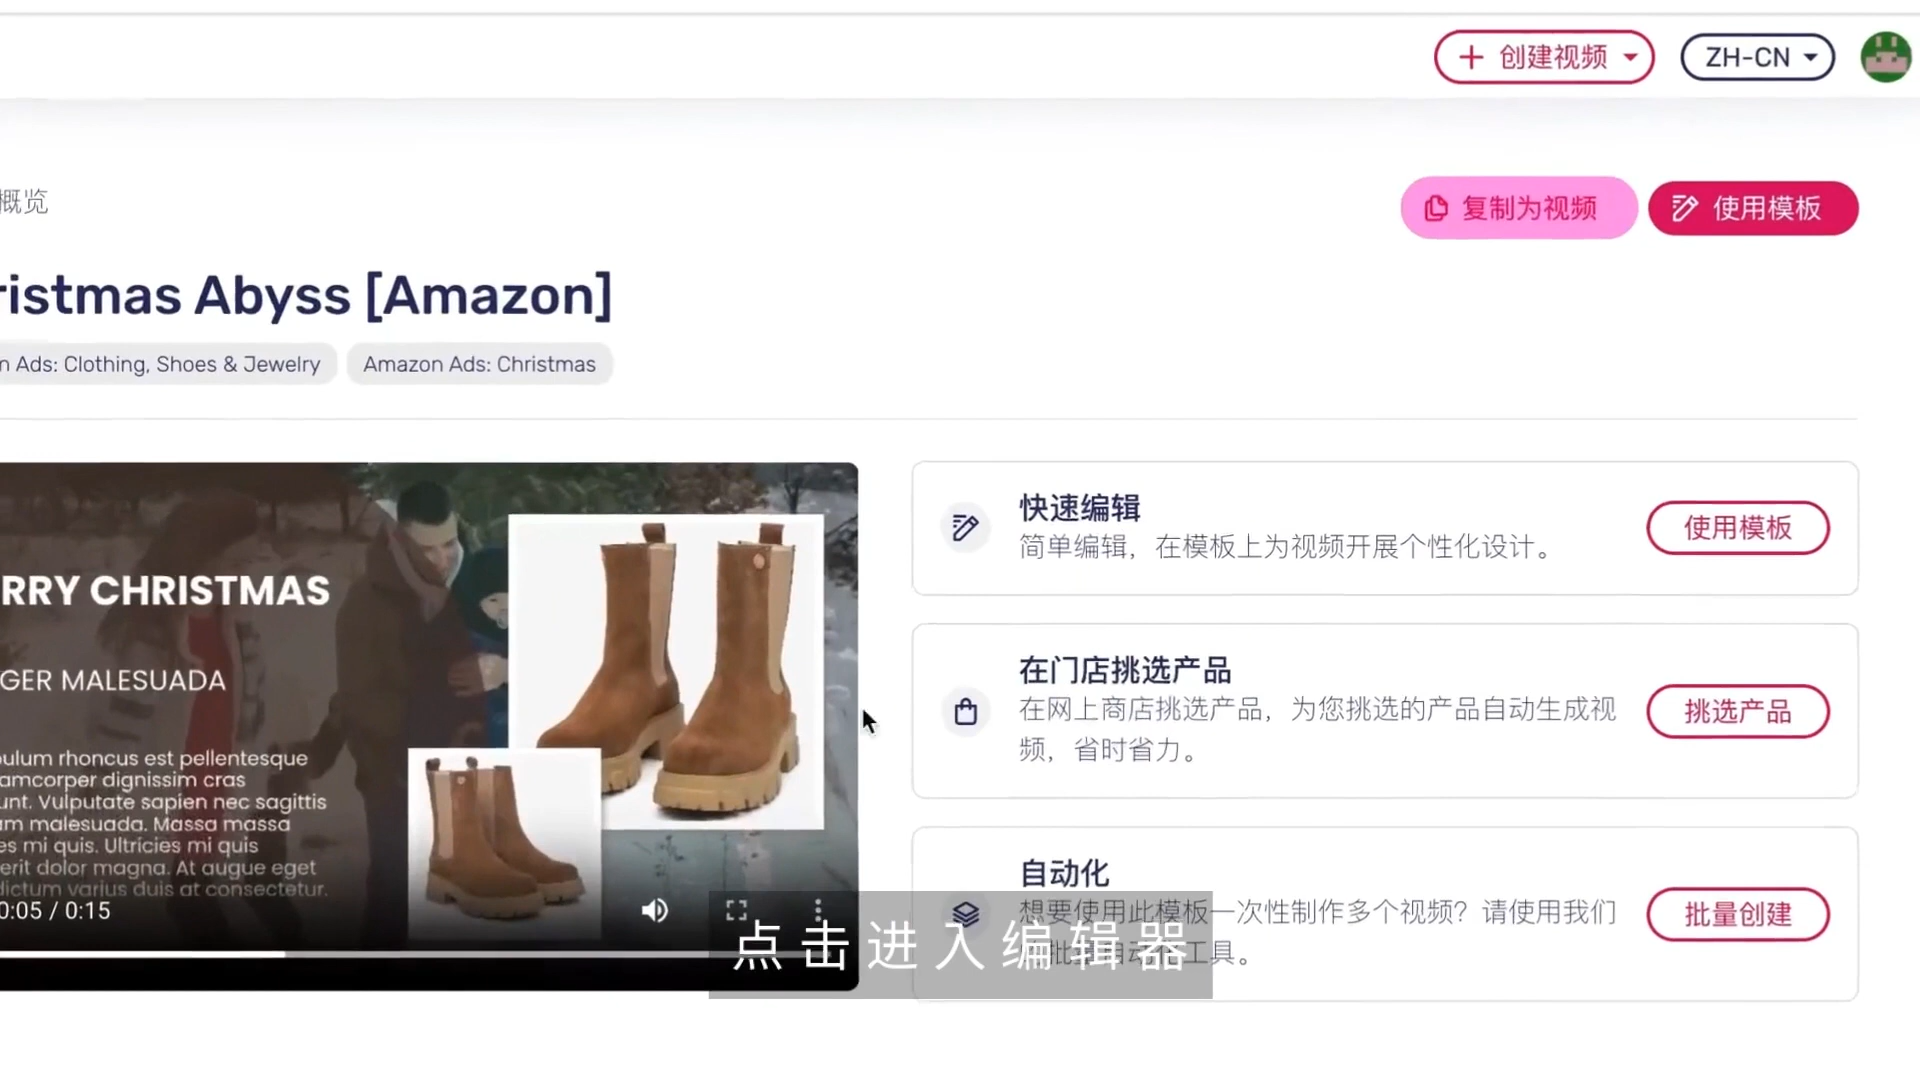 创建视频
ZH-CN
概览
复制为视频
使用模板
ristmas Abyss [Amazon]
n Ads: Clothing, Shoes & Jewelry
Amazon Ads: Christmas
RRY CHRISTMAS
GER MALESUADA
oulum rhoncus est pellentesque
amcorper dignissim cras
unt. Vulputate sapien nec sagittis
am malesuada. Massa massa
es mi quis. Ultricies mi quis
erit dolor magna. At augue eget
dictum varius duis at consectetur.
0:05 / 0:15
快速编辑
简单编辑，在模板上为视频开展个性化设计。
使用模板
在门店挑选产品
在网上商店挑选产品，为您挑选的产品自动生成视
频，省时省力。
挑选产品
自动化
想要使用此模板一次性制作多个视频？请使用我们
批量自动化工具。
批量创建
点击进入编辑器